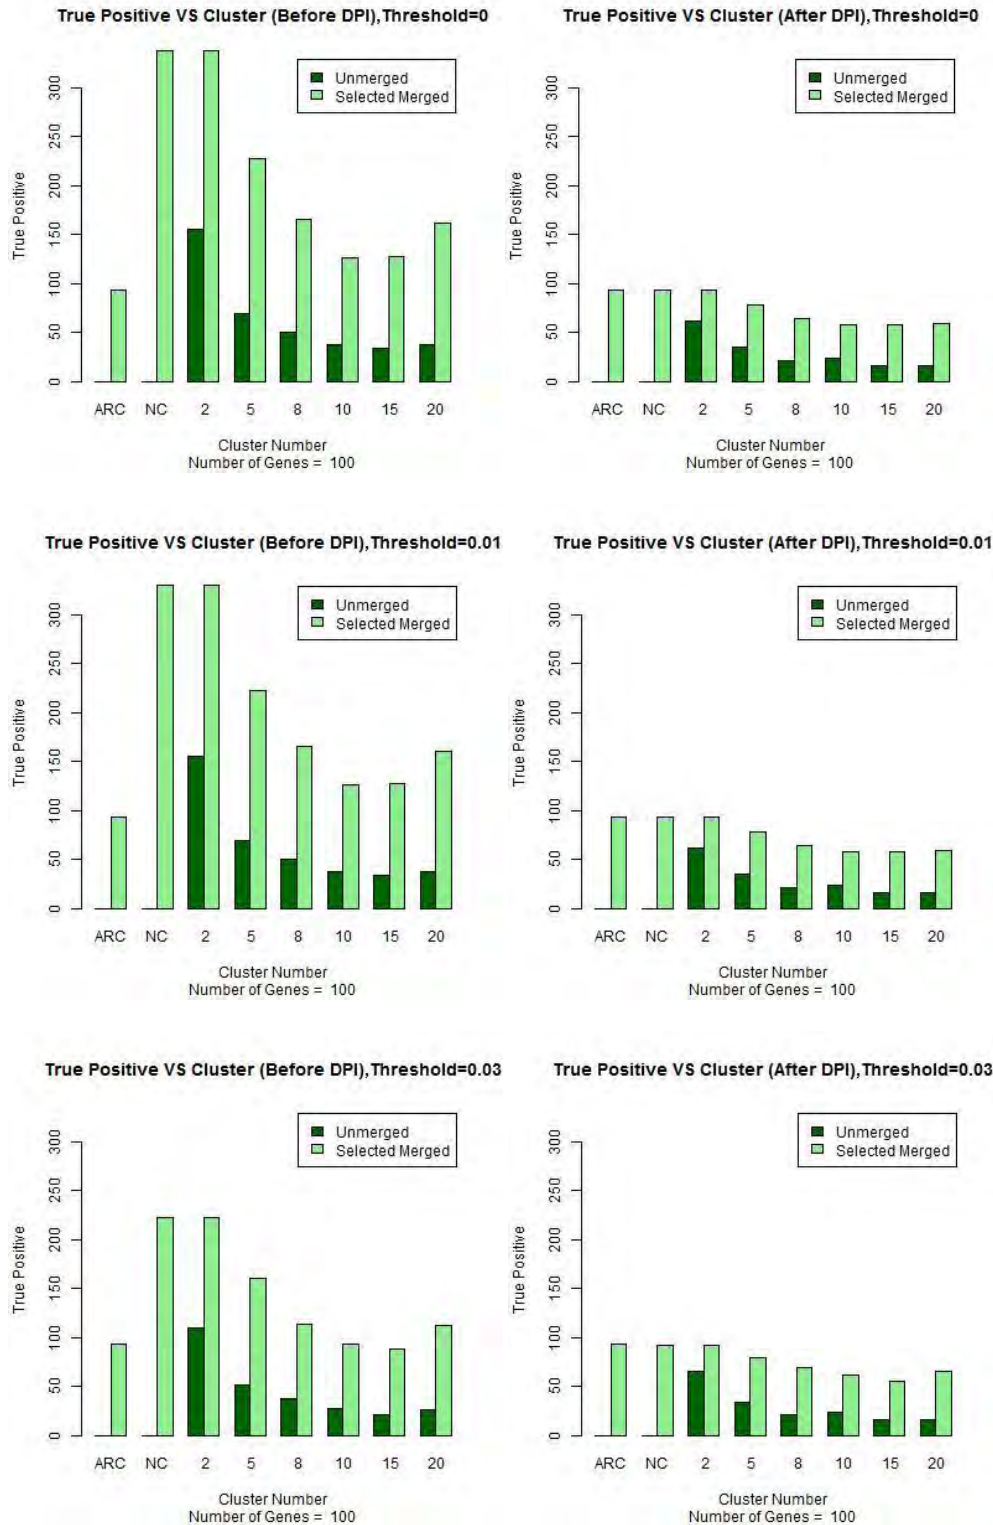 True Positive VS Cluster (Before DPI),Threshold=0
Unmerged
Selected Merged
True Positive
0 50 100 150 200 250 300
ARC NC 2 5 8 10 15 20
Cluster Number
Number of Genes = 100
True Positive VS Cluster (After DPI),Threshold=0
Unmerged
Selected Merged
True Positive
0 50 100 150 200 250 300
ARC NC 2 5 8 10 15 20
Cluster Number
Number of Genes = 100
True Positive VS Cluster (Before DPI),Threshold=0.01
Unmerged
Selected Merged
True Positive
0 50 100 150 200 250 300
ARC NC 2 5 8 10 15 20
Cluster Number
Number of Genes = 100
True Positive VS Cluster (After DPI),Threshold=0.01
Unmerged
Selected Merged
True Positive
0 50 100 150 200 250 300
ARC NC 2 5 8 10 15 20
Cluster Number
Number of Genes = 100
True Positive VS Cluster (Before DPI),Threshold=0.03
Unmerged
Selected Merged
True Positive
0 50 100 150 200 250 300
ARC NC 2 5 8 10 15 20
Cluster Number
Number of Genes = 100
True Positive VS Cluster (After DPI),Threshold=0.03
Unmerged
Selected Merged
True Positive
0 50 100 150 200 250 300
ARC NC 2 5 8 10 15 20
Cluster Number
Number of Genes = 100